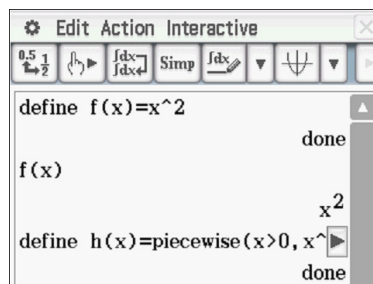 Edit Action Interactive
0.5 1 2 ∫dx ∫dx Simp ∫dx
define f(x)=x^2
done
f(x)
x²
define h(x)=piecewise(x>0,x^
done